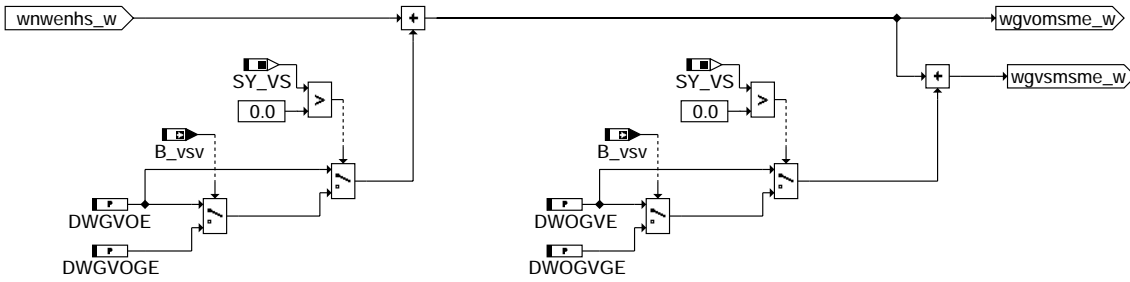 wnwenhs_w
+
wgvomsme_w
SY_VS
>
0.0
SY_VS
>
0.0
+
wgvsmsme_w
B_vsv
B_vsv
P
DWGVOE
P
DWOGVE
P
DWGVOGE
P
DWOGVGE